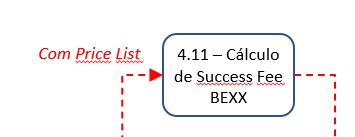 Com Price List
4.11 – Cálculo
de Success Fee
BEXX